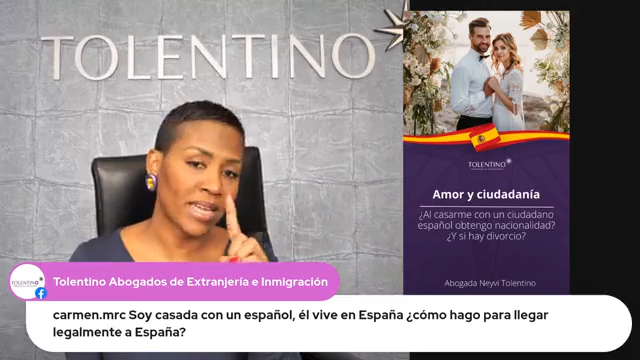 TOLENTINO
TOLENTINO
Amor y ciudadanía
¿Al casarme con un ciudadano
español obtengo nacionalidad?
¿Y si hay divorcio?
Abogada Neyvi Tolentino
TOLENTINO
Tolentino Abogados de Extranjería e Inmigración
carmen.mrc Soy casada con un español, él vive en España ¿cómo hago para llegar
legalmente a España?